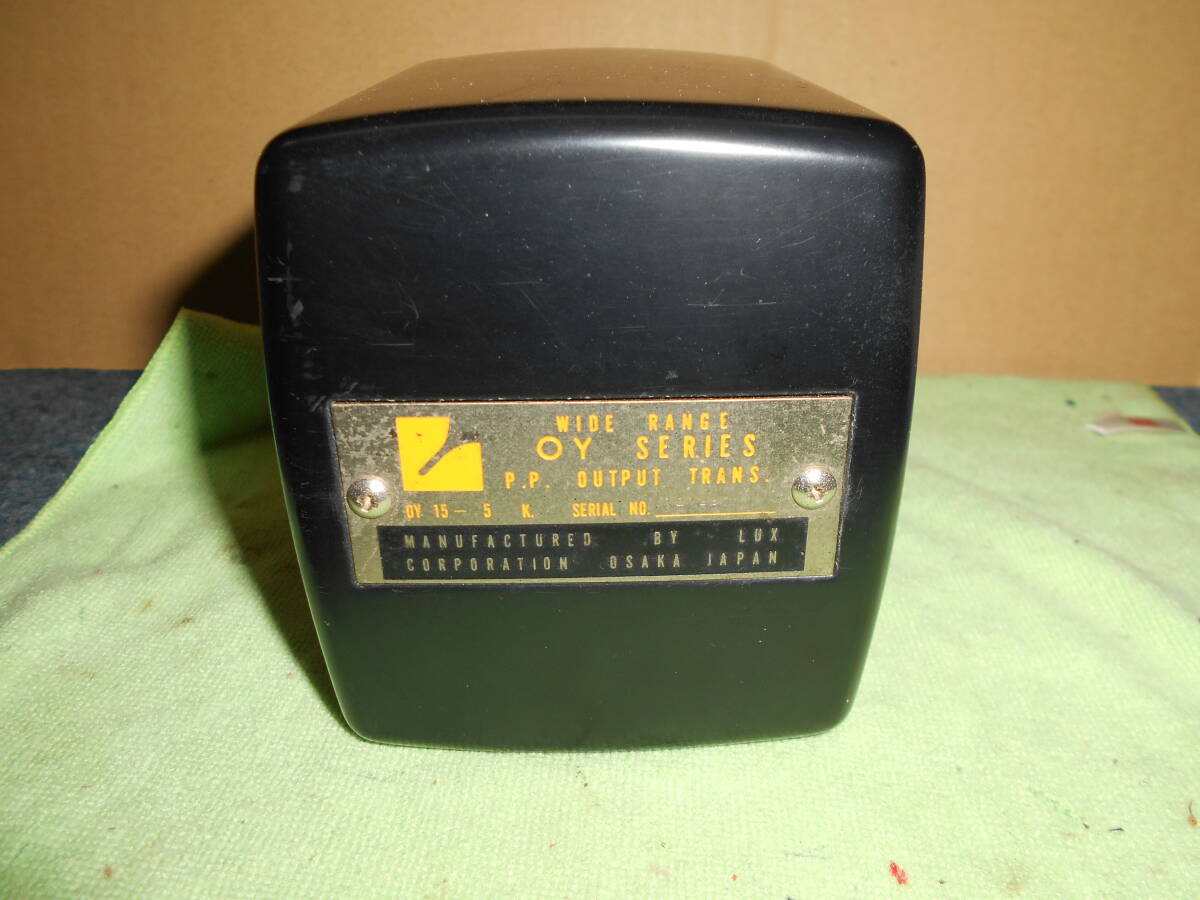 WIDE RANGE
OY SERIES
P.P. OUTPUT TRANS.
OY 15 - 5 K. SERIAL NO.
MANUFACTURED BY LUX
CORPORATION OSAKA JAPAN